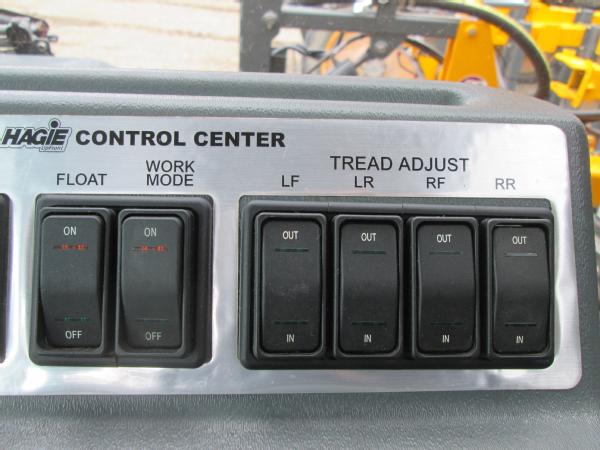 HAGIE CONTROL CENTER
UpFront
FLOAT
WORK
MODE
TREAD ADJUST
LF LR RF RR
ON ON OUT OUT OUT OUT
OFF OFF IN IN IN IN